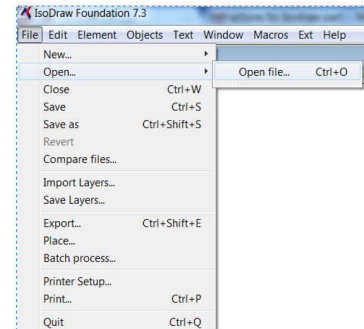 IsoDraw Foundation 7.3
File Edit Element Objects Text Window Macros Ext Help
New...
Open...
Open file... Ctrl+O
Close Ctrl+W
Save Ctrl+S
Save as Ctrl+Shift+S
Revert
Compare files...
Import Layers...
Save Layers...
Export... Ctrl+Shift+E
Place...
Batch process...
Printer Setup...
Print... Ctrl+P
Quit Ctrl+Q